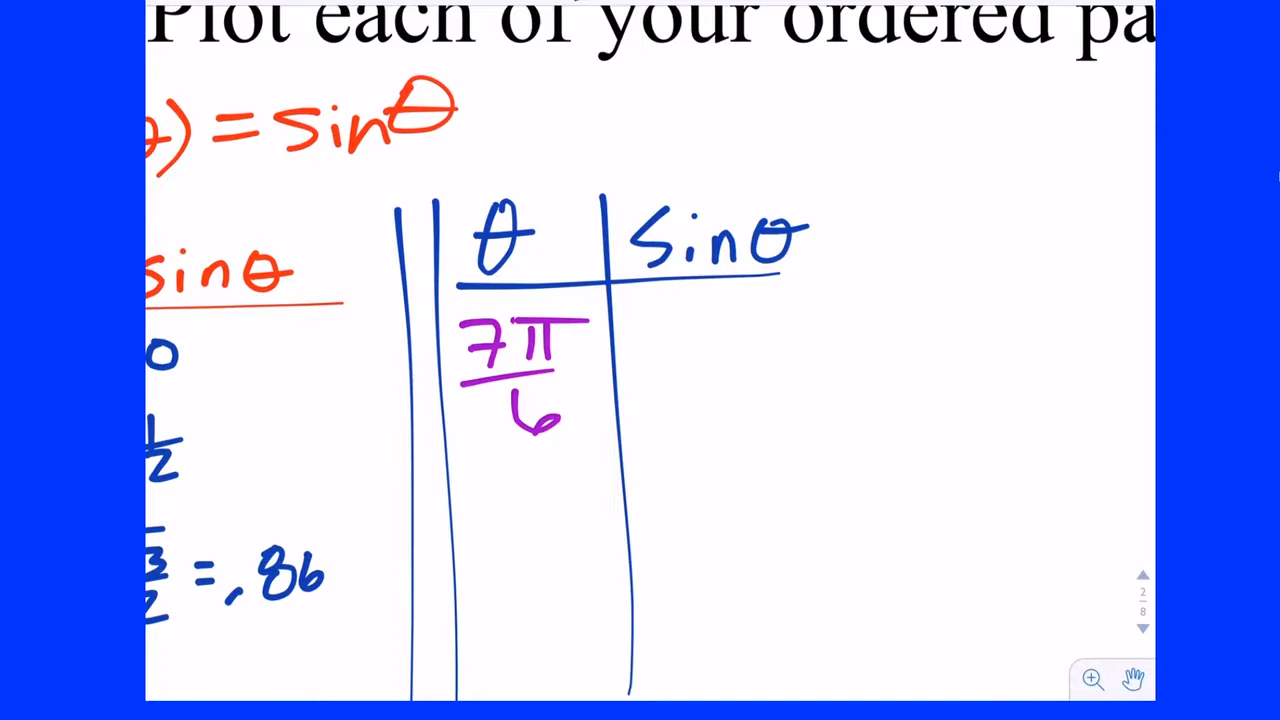 Plot each of your ordered pa
) = sinθ
sinθ
0
1/2
3/2 = .86
θ | sinθ
7π/6
2
8